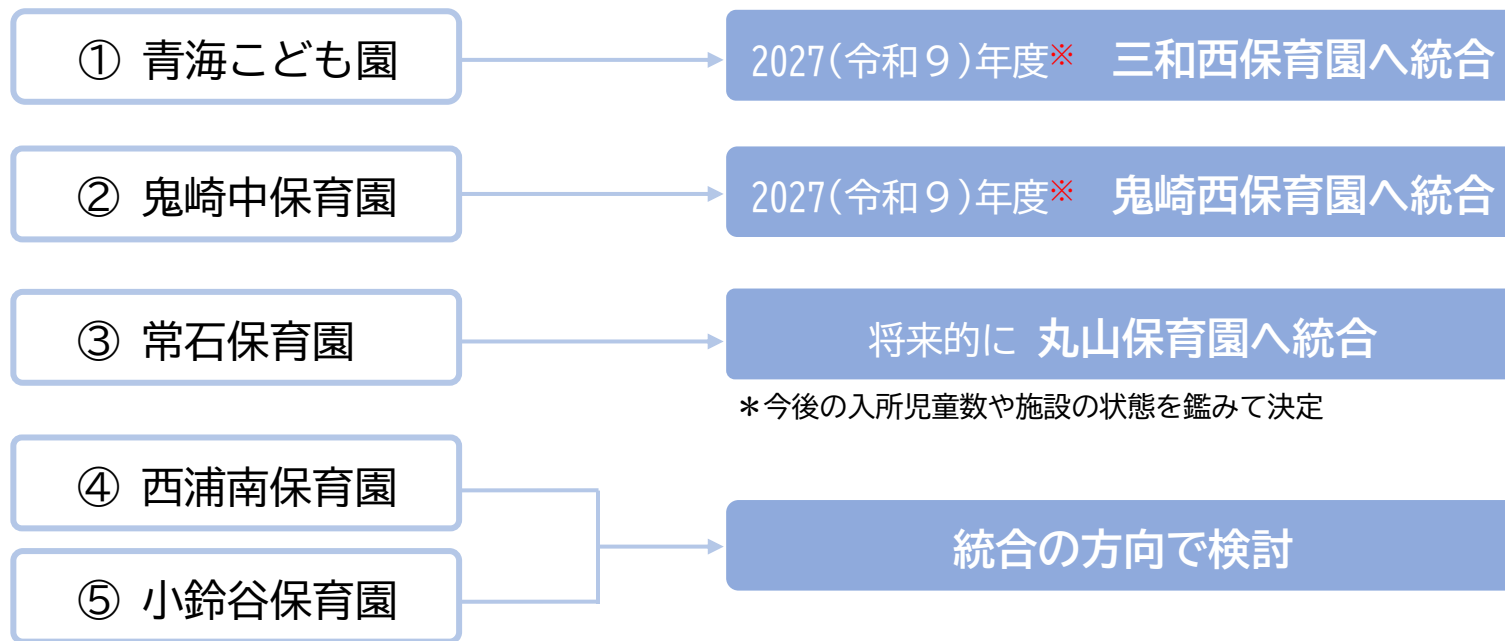 ① 青海こども園
2027(令和９)年度※ 三和西保育園へ統合
② 鬼崎中保育園
2027(令和９)年度※ 鬼崎西保育園へ統合
③ 常石保育園
将来的に 丸山保育園へ統合
＊今後の入所児童数や施設の状態を鑑みて決定
④ 西浦南保育園
⑤ 小鈴谷保育園
統合の方向で検討